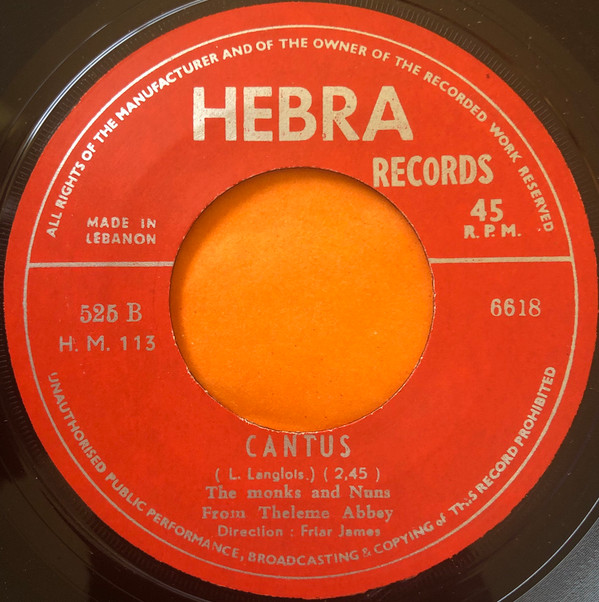 ALL RIGHTS OF THE MANUFACTURER AND OF THE OWNER OF THE RECORDED WORK RESERVED
HEBRA
RECORDS
MADE IN
LEBANON
45
R.P.M.
525 B
H. M. 113
6618
CANTUS
( L. Langlois.) ( 2,45 )
The monks and Nuns
From Theleme Abbey
Direction : Friar James
UNAUTHORISED PUBLIC PERFORMANCE, BROADCASTING & COPYING of THIS RECORD PROHIBITED